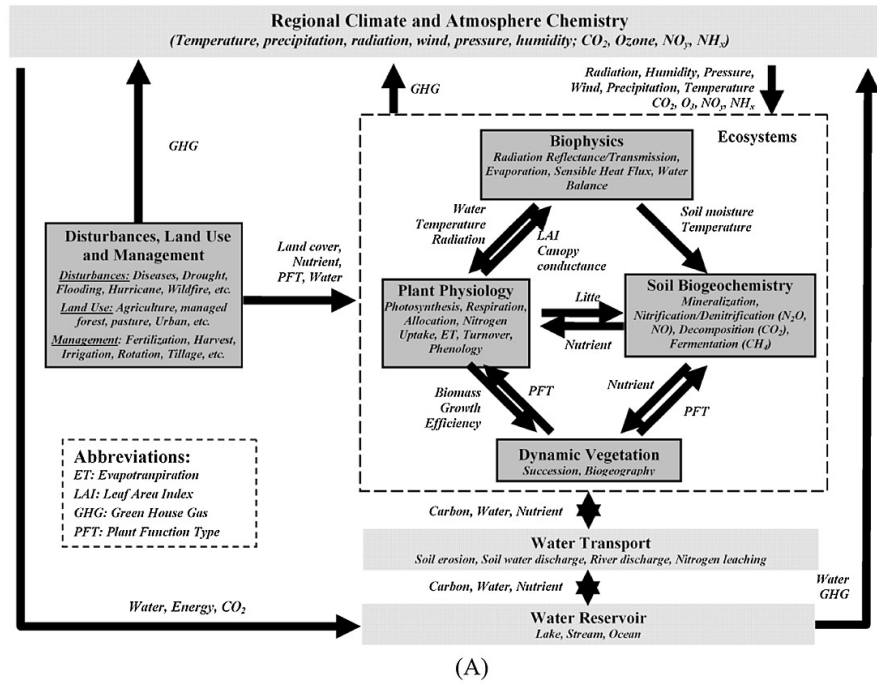 Regional Climate and Atmosphere Chemistry
(Temperature, precipitation, radiation, wind, pressure, humidity; CO2, Ozone, NOy, NHx)
GHG
GHG
Radiation, Humidity, Pressure,
Wind, Precipitation, Temperature
CO2, O3, NOy, NHx
Ecosystems
Biophysics
Radiation Reflectance/Transmission,
Evaporation, Sensible Heat Flux, Water
Balance
Water
Temperature
Radiation
LAI
Canopy
conductance
Soil moisture
Temperature
Disturbances, Land Use
and Management
Disturbances: Diseases, Drought,
Flooding, Hurricane, Wildfire, etc.
Land Use: Agriculture, managed
forest, pasture, Urban, etc.
Management: Fertilization, Harvest,
Irrigation, Rotation, Tillage, etc.
Land cover,
Nutrient,
PFT, Water
Plant Physiology
Photosynthesis, Respiration,
Allocation, Nitrogen
Uptake, ET, Turnover,
Phenology
Litte
Nutrient
Soil Biogeochemistry
Mineralization,
Nitrification/Denitrification (N2O,
NO), Decomposition (CO2),
Fermentation (CH4)
Biomass
Growth
Efficiency
PFT
Nutrient
PFT
Dynamic Vegetation
Succession, Biogeography
Abbreviations:
ET: Evapotranpiration
LAI: Leaf Area Index
GHG: Green House Gas
PFT: Plant Function Type
Carbon, Water, Nutrient
Water Transport
Soil erosion, Soil water discharge, River discharge, Nitrogen leaching
Carbon, Water, Nutrient
Water
GHG
Water, Energy, CO2
Water Reservoir
Lake, Stream, Ocean
(A)